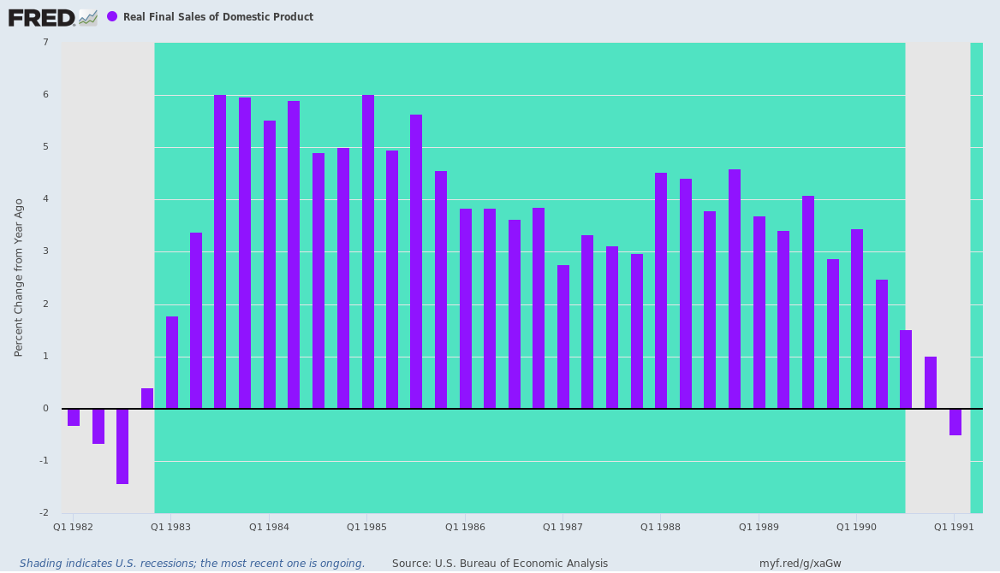 FRED Real Final Sales of Domestic Product
Percent Change from Year Ago
7
6
5
4
3
2
1
0
-1
-2
Q1 1982 Q1 1983 Q1 1984 Q1 1985 Q1 1986 Q1 1987 Q1 1988 Q1 1989 Q1 1990 Q1 1991
Shading indicates U.S. recessions; the most recent one is ongoing. Source: U.S. Bureau of Economic Analysis myf.red/g/xaGw